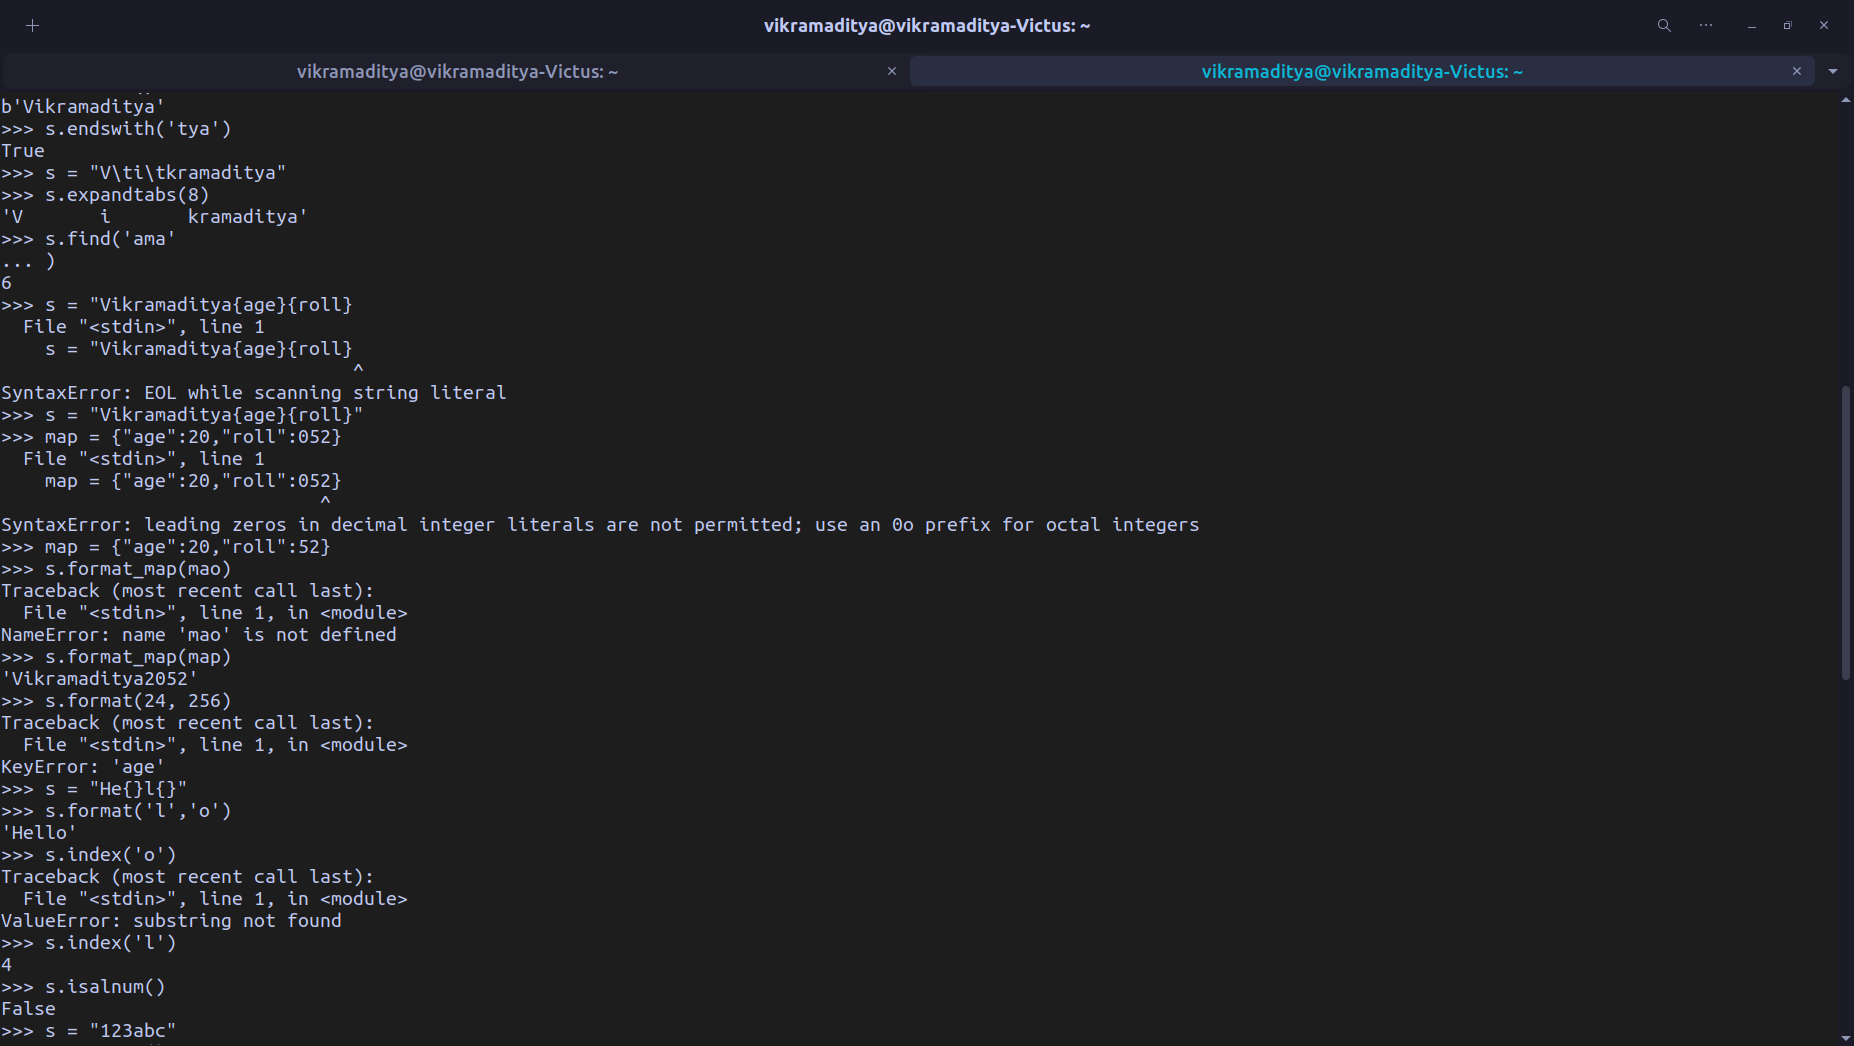 vikramaditya@vikramaditya-Victus: ~
vikramaditya@vikramaditya-Victus: ~
vikramaditya@vikramaditya-Victus: ~
b'Vikramaditya'
>>> s.endswith('tya')
True
>>> s = "V\ti\tkramaditya"
>>> s.expandtabs(8)
'V       i       kramaditya'
>>> s.find('ama'
... )
6
>>> s = "Vikramaditya{age}{roll}
  File "<stdin>", line 1
    s = "Vikramaditya{age}{roll}
                                ^
SyntaxError: EOL while scanning string literal
>>> s = "Vikramaditya{age}{roll}"
>>> map = {"age":20,"roll":052}
  File "<stdin>", line 1
    map = {"age":20,"roll":052}
                             ^
SyntaxError: leading zeros in decimal integer literals are not permitted; use an 0o prefix for octal integers
>>> map = {"age":20,"roll":52}
>>> s.format_map(mao)
Traceback (most recent call last):
  File "<stdin>", line 1, in <module>
NameError: name 'mao' is not defined
>>> s.format_map(map)
'Vikramaditya2052'
>>> s.format(24, 256)
Traceback (most recent call last):
  File "<stdin>", line 1, in <module>
KeyError: 'age'
>>> s = "He{}l{}"
>>> s.format('l','o')
'Hello'
>>> s.index('o')
Traceback (most recent call last):
  File "<stdin>", line 1, in <module>
ValueError: substring not found
>>> s.index('l')
4
>>> s.isalnum()
False
>>> s = "123abc"